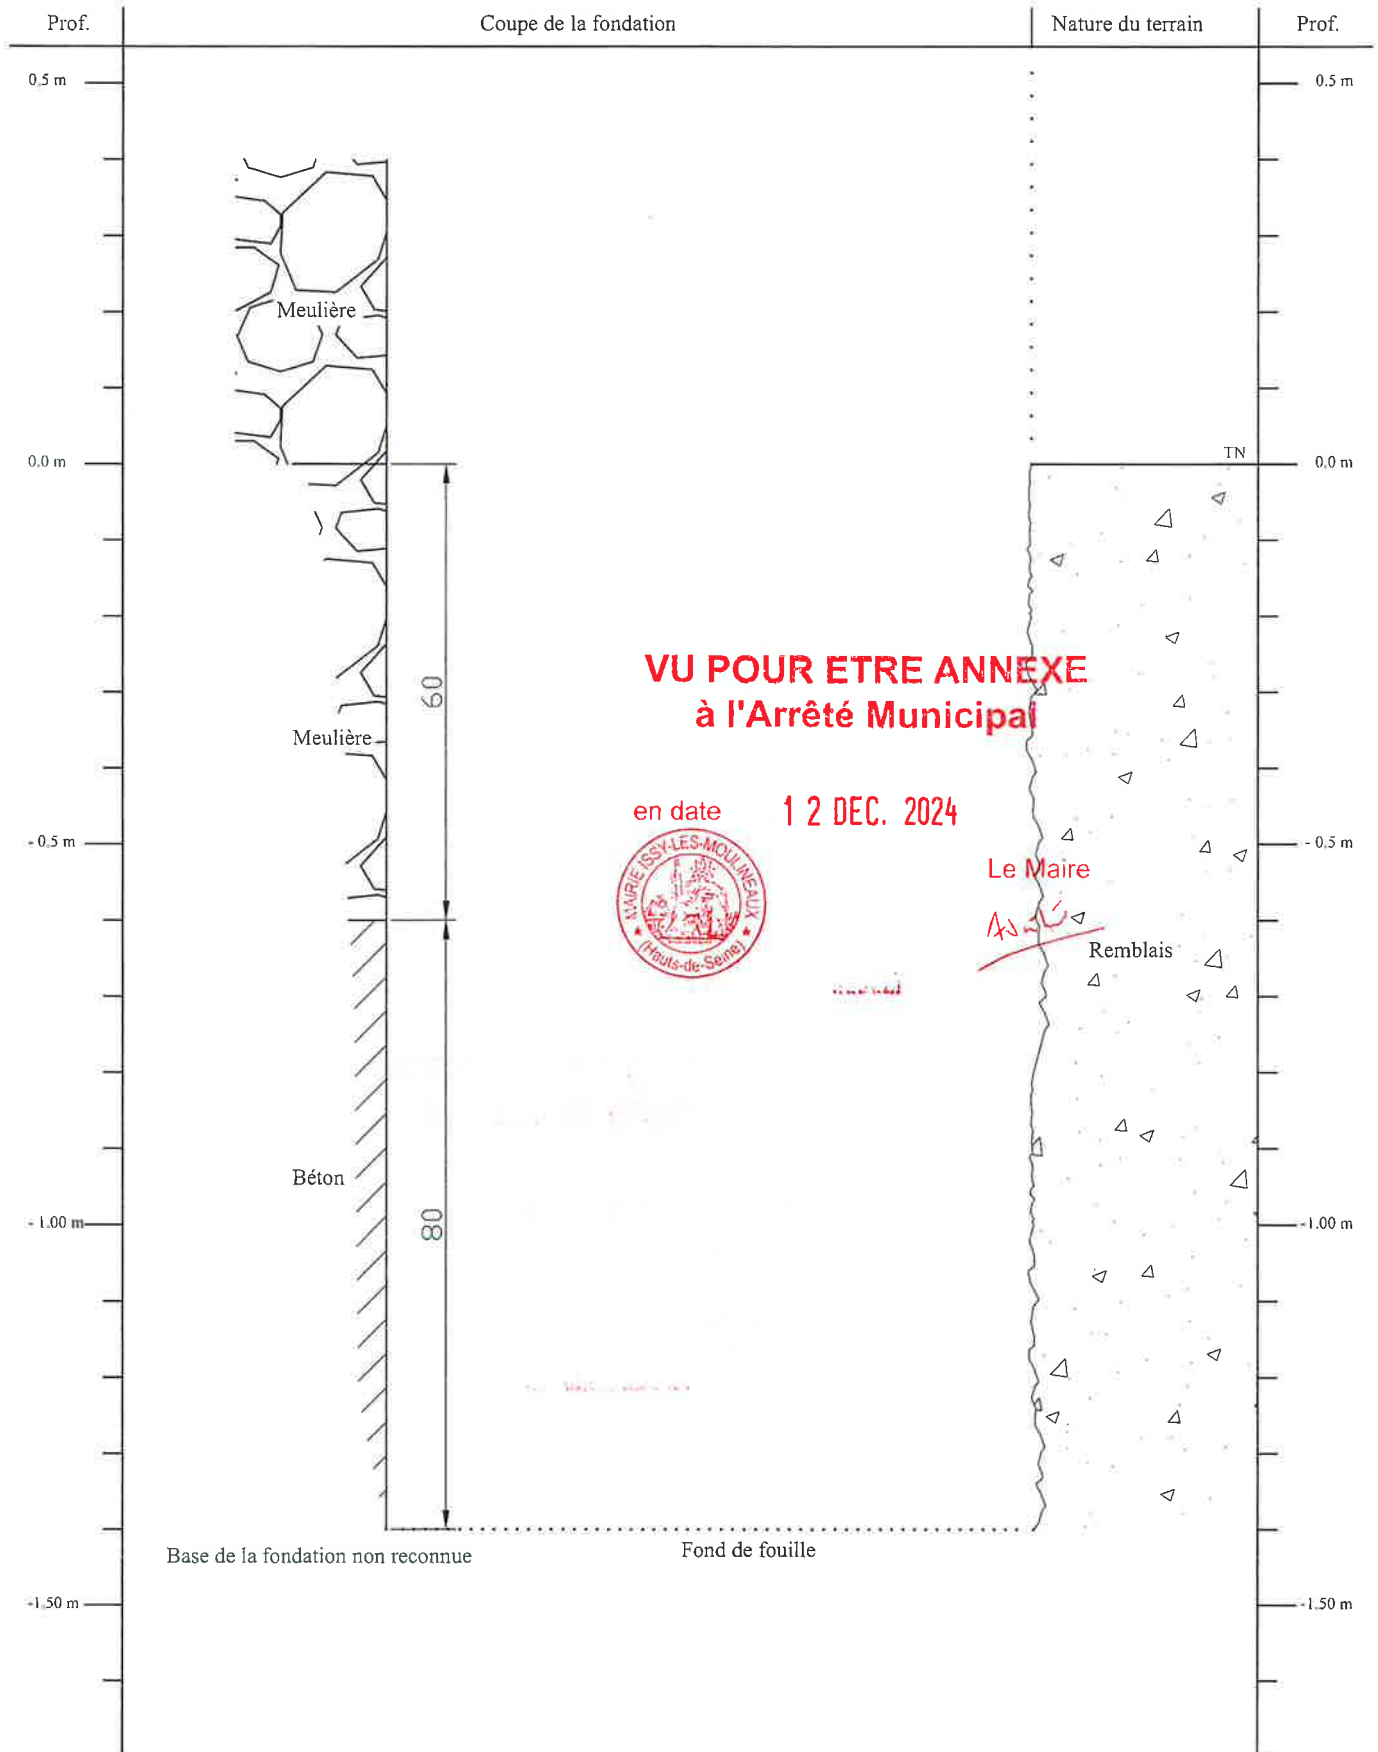 Prof. Coupe de la fondation Nature du terrain Prof.
0.5 m 0.5 m
Meulière
0.0 m TN 0.0 m
60
VU POUR ETRE ANNEXE
à l'Arrêté Municipal
Meulière
en date 12 DEC. 2024
- 0.5 m - 0.5 m
MAIRIE ISSY-LES-MOULINEAUX
(Hauts-de-Seine)
Le Maire
Remblais
Béton
80
- 1.00 m -1.00 m
Base de la fondation non reconnue Fond de fouille
-1.50 m -1.50 m